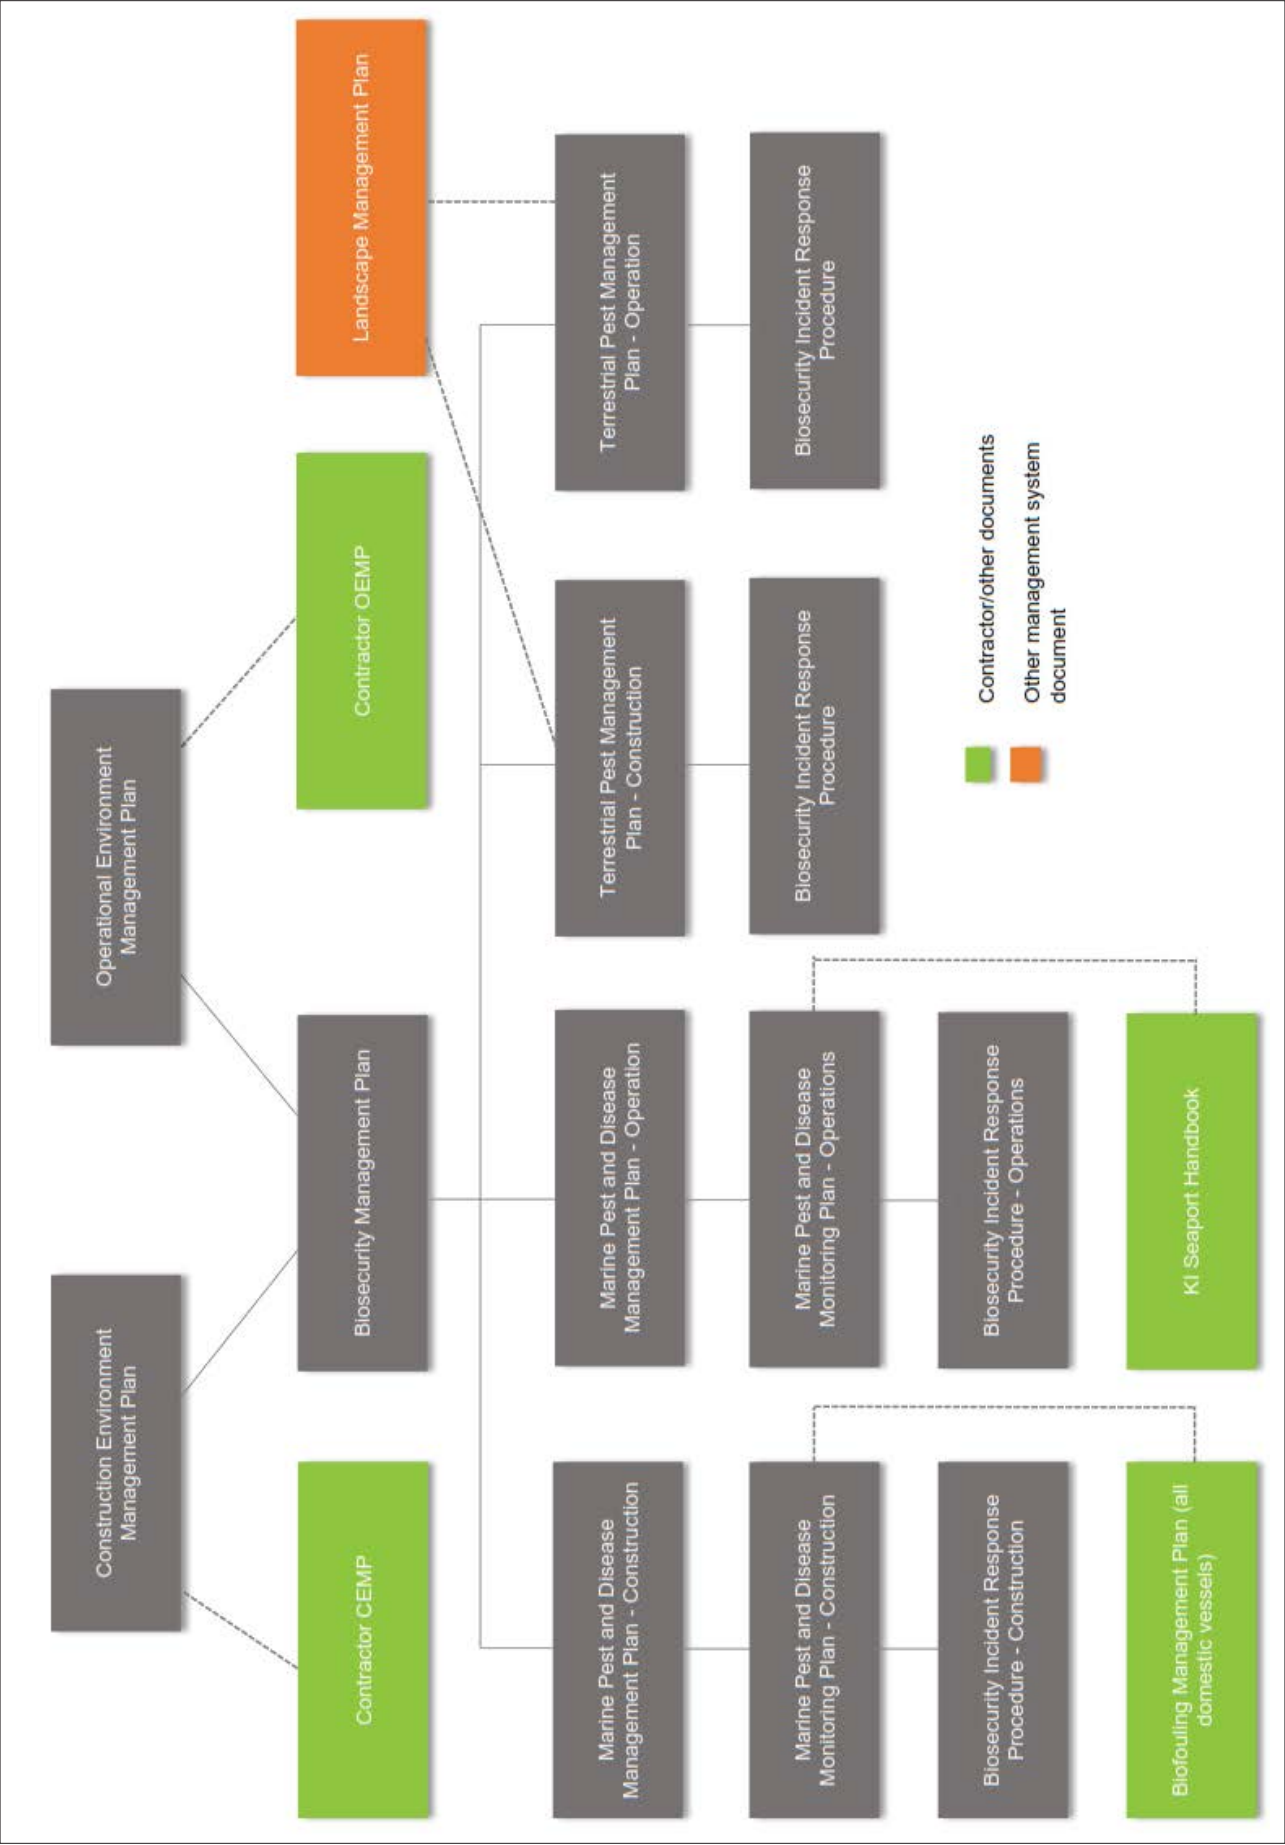 Construction Environment
Management Plan
Operational Environment
Management Plan
Contractor CEMP
Biosecurity Management Plan
Contractor OEMP
Landscape Management Plan
Marine Pest and Disease
Management Plan - Construction
Marine Pest and Disease
Management Plan - Operation
Terrestrial Pest Management
Plan - Construction
Terrestrial Pest Management
Plan - Operation
Marine Pest and Disease
Monitoring Plan - Construction
Marine Pest and Disease
Monitoring Plan - Operations
Biosecurity Incident Response
Procedure
Biosecurity Incident Response
Procedure
Biosecurity Incident Response
Procedure - Construction
Biosecurity Incident Response
Procedure - Operations
Biofouling Management Plan (all
domestic vessels)
KI Seaport Handbook
Contractor/other documents
Other management system
document